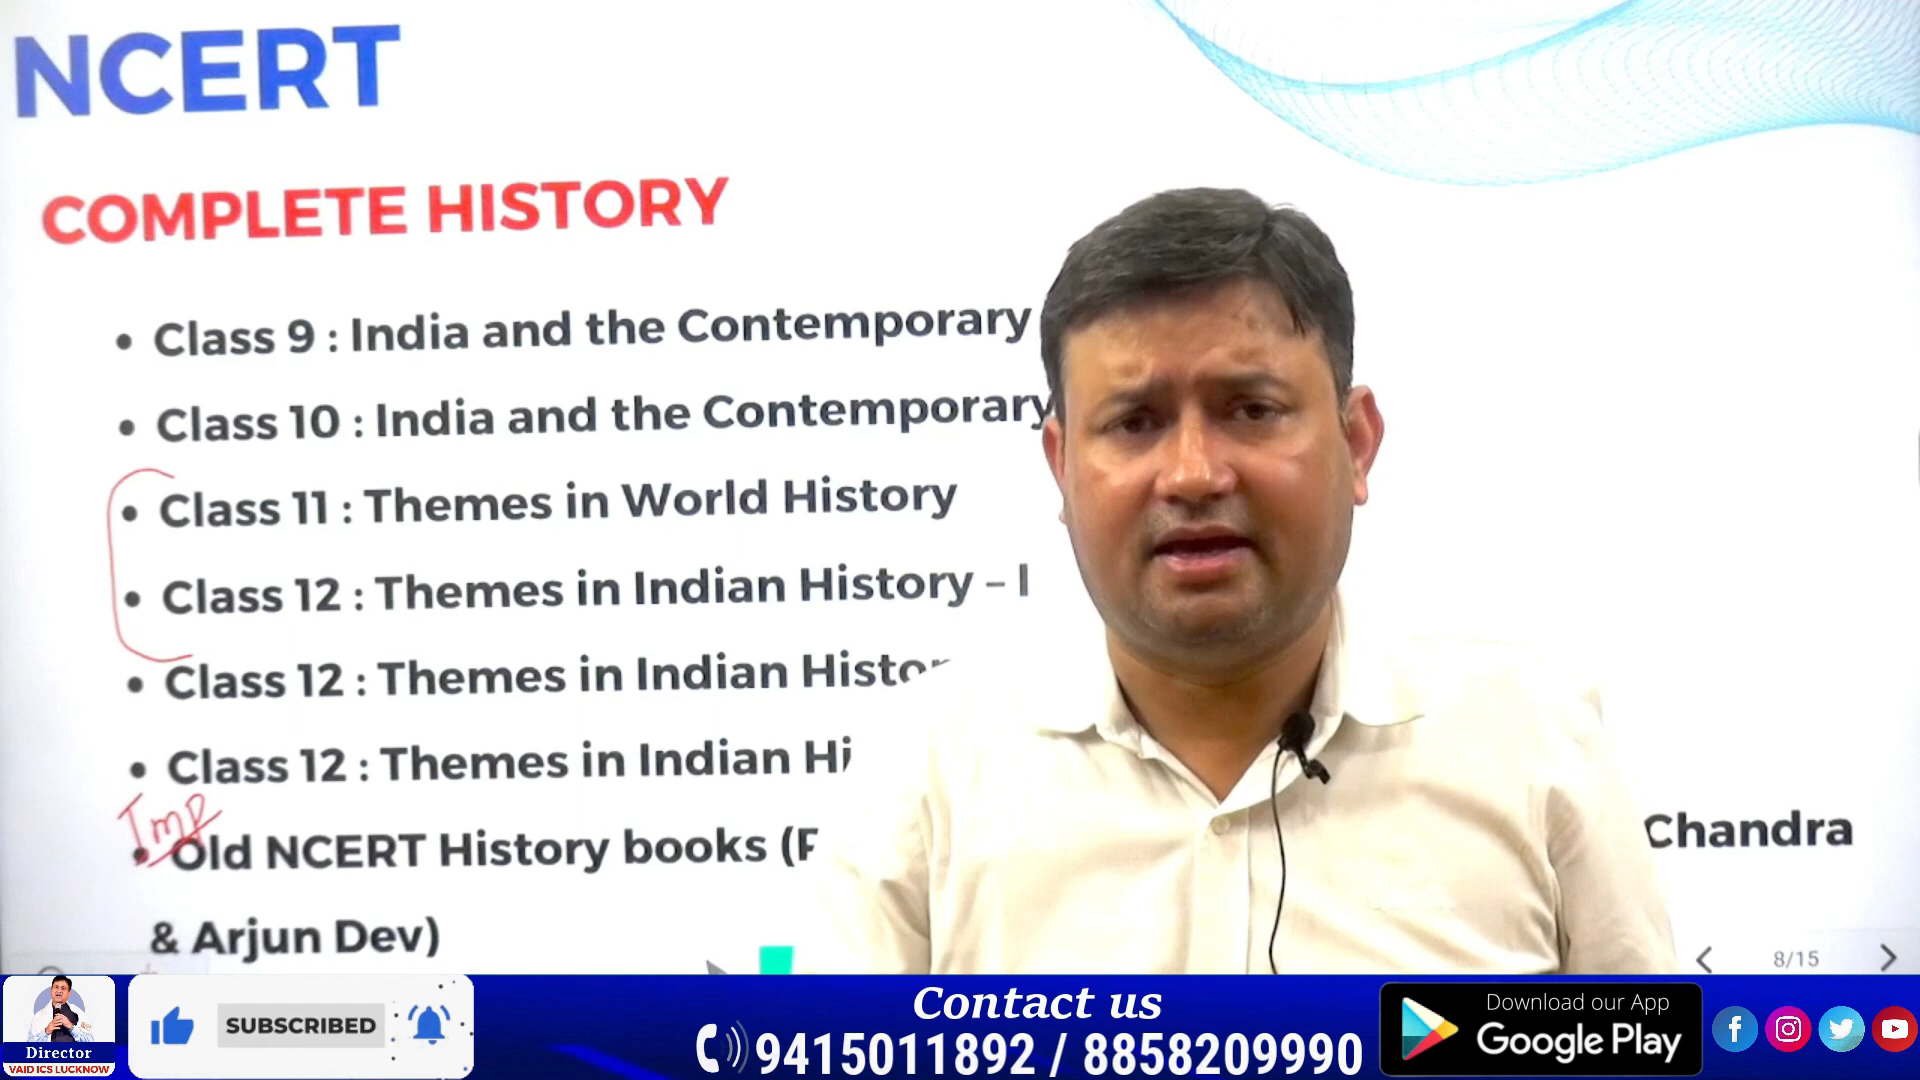 NCERT
COMPLETE HISTORY
• Class 9 : India and the Contemporary
• Class 10 : India and the Contemporary
• Class 11 : Themes in World History
• Class 12 : Themes in Indian History – I
• Class 12 : Themes in Indian Histor
• Class 12 : Themes in Indian Hi
Imp
• Old NCERT History books ( Chandra
& Arjun Dev)
8/15
Director
VAID ICS LUCKNOW
SUBSCRIBED
Contact us
9415011892 / 8858209990
Download our App
Google Play